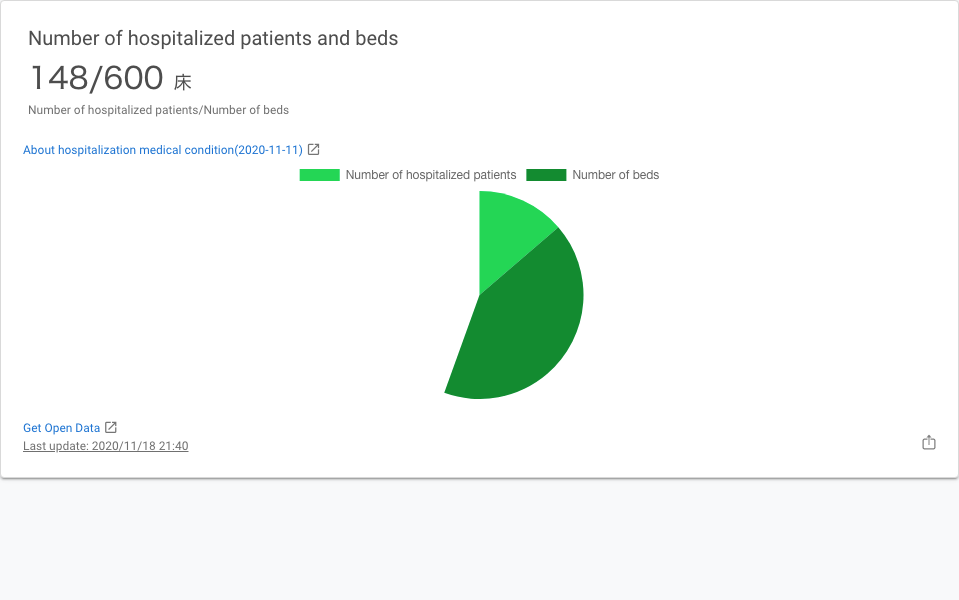 Number of hospitalized patients and beds
148/600 床
Number of hospitalized patients/Number of beds
About hospitalization medical condition(2020-11-11)
Number of hospitalized patients Number of beds
Get Open Data
Last update: 2020/11/18 21:40